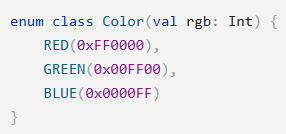 enum class Color(val rgb: Int) {
    RED(0xFF0000),
    GREEN(0x00FF00),
    BLUE(0x0000FF)
}